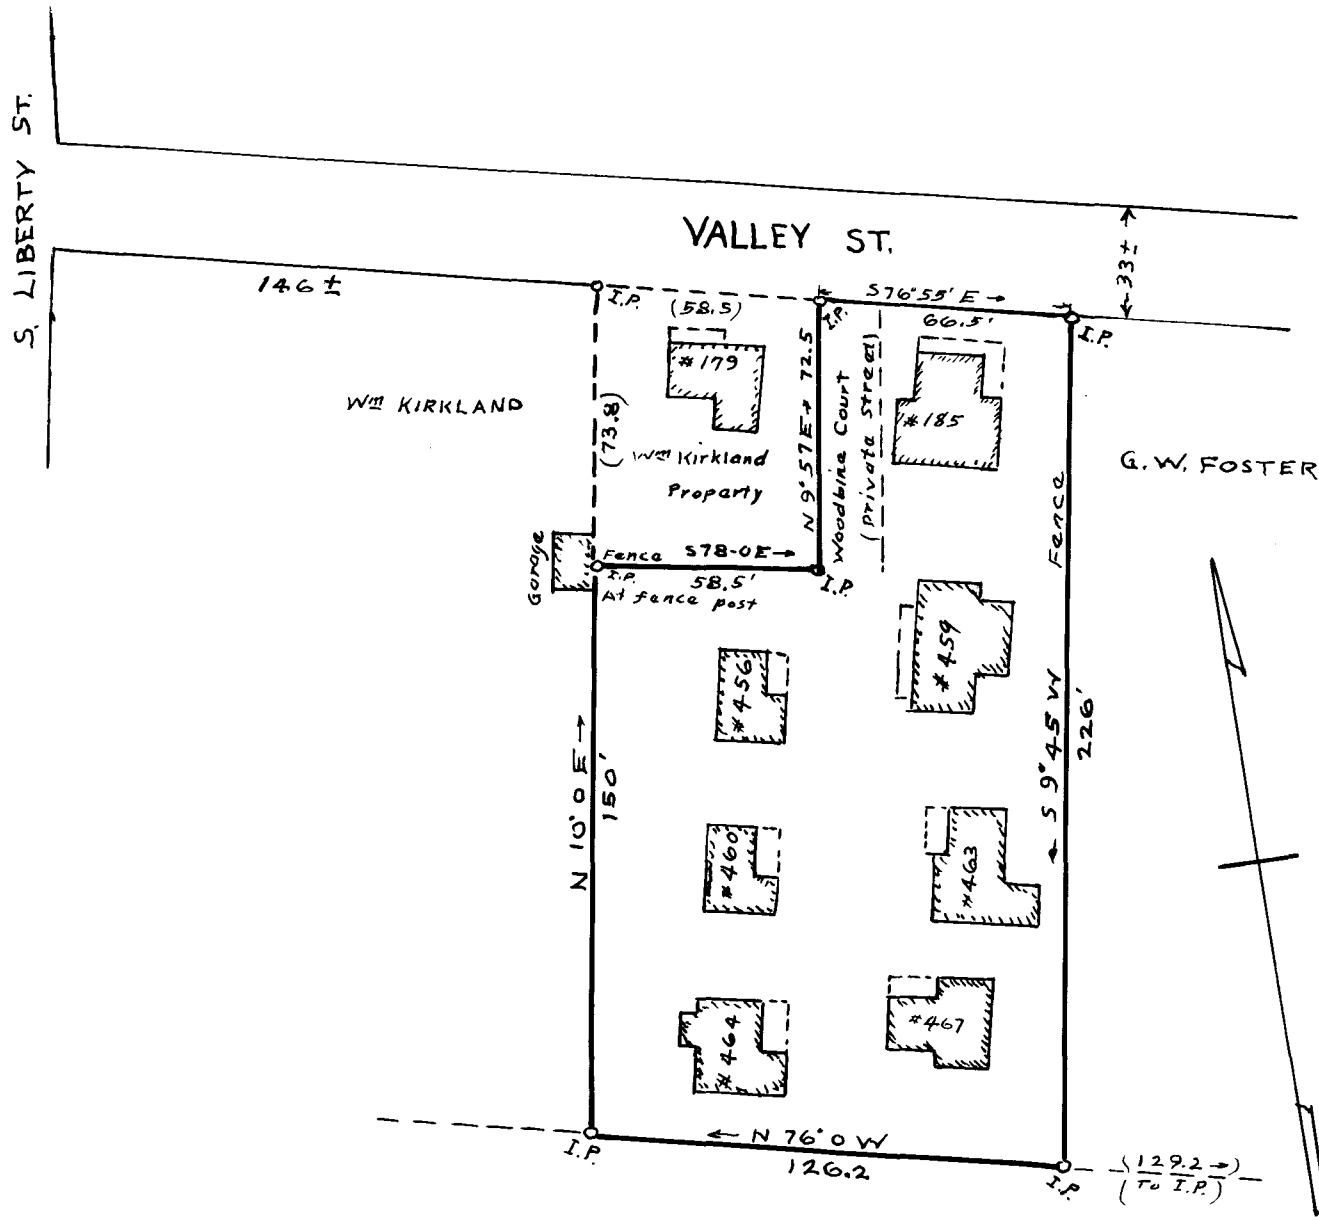 S. LIBERTY ST.
VALLEY ST.
33±
146±
I.P.
(58.5)
I.P.
S76°55'E →
66.5'
I.P.
#179
Wm KIRKLAND
(73.8)
Wm Kirkland
Property
N 9°57'E → 72.5
Woodbine Court
(private street)
#185
G. W. FOSTER
Fence
Garage
Fence S78-0E →
I.P.
58.5'
At fence post
I.P.
#456
#459
N 10°0 E →
150'
← S 9°45 W
226'
#460
#463
#464
#467
I.P.
← N 76°0 W
126.2
I.P.
(129.2 →)
(To I.P.)